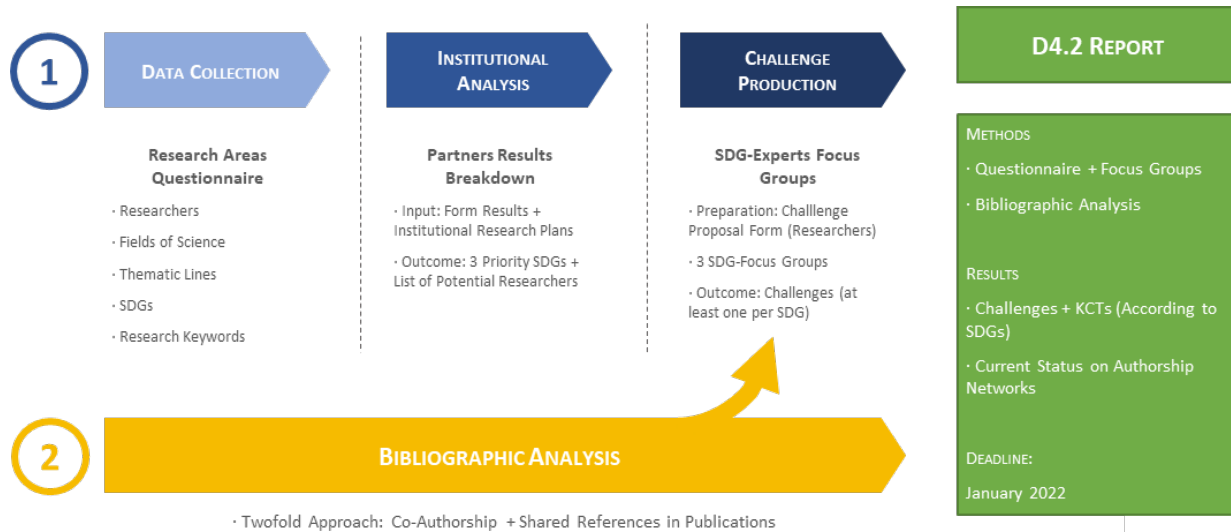 1
DATA COLLECTION
Research Areas
Questionnaire
· Researchers
· Fields of Science
· Thematic Lines
· SDGs
· Research Keywords
INSTITUTIONAL
ANALYSIS
Partners Results
Breakdown
· Input: Form Results +
Institutional Research Plans
· Outcome: 3 Priority SDGs +
List of Potential Researchers
CHALLENGE
PRODUCTION
SDG-Experts Focus
Groups
· Preparation: Challlenge
Proposal Form (Researchers)
· 3 SDG-Focus Groups
· Outcome: Challenges (at
least one per SDG)
2
BIBLIOGRAPHIC ANALYSIS
· Twofold Approach: Co-Authorship + Shared References in Publications
D4.2 REPORT
METHODS
· Questionnaire + Focus Groups
· Bibliographic Analysis
RESULTS
· Challenges + KCTs (According to
SDGs)
· Current Status on Authorship
Networks
DEADLINE:
January 2022